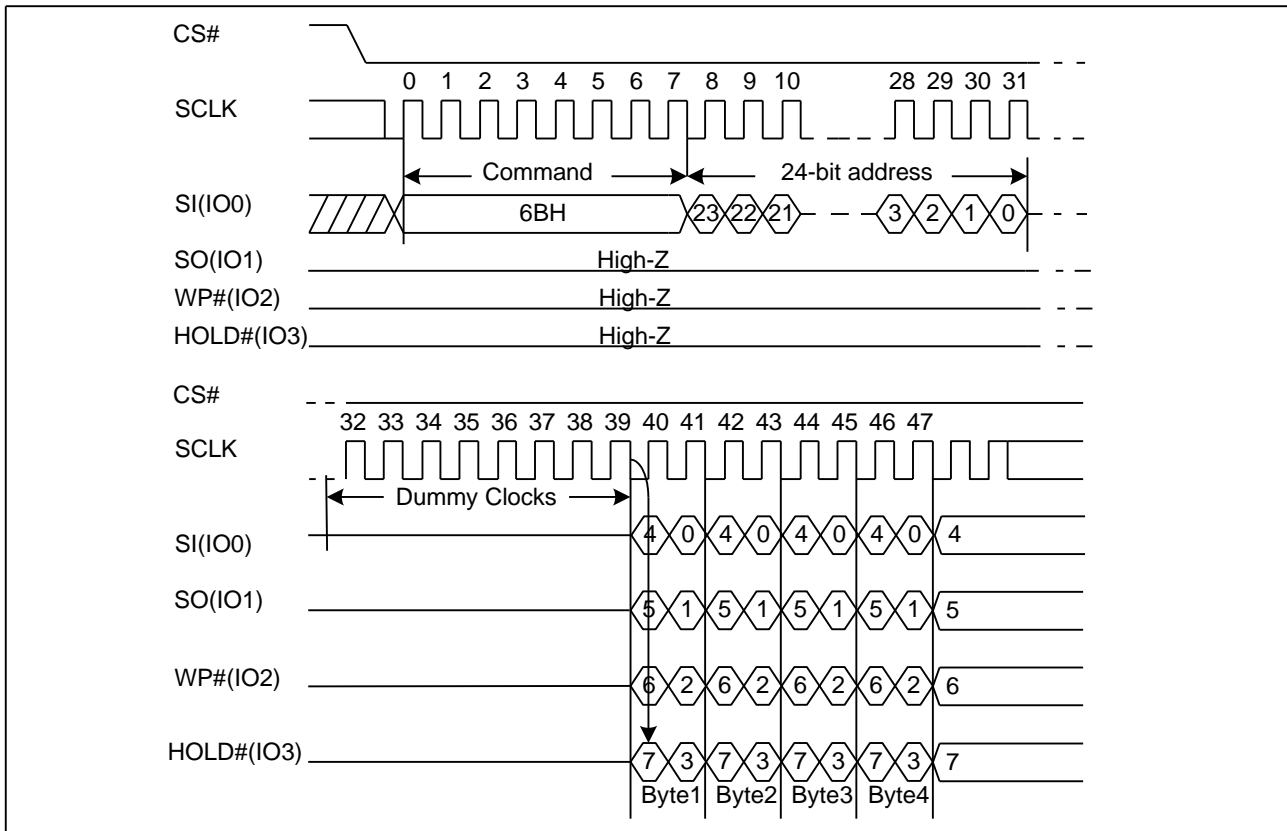 CS#
0 1 2 3 4 5 6 7 8 9 10 28 29 30 31
SCLK
Command 24-bit address
SI(IO0) 6BH 23 22 21 3 2 1 0
SO(IO1) High-Z
WP#(IO2) High-Z
HOLD#(IO3) High-Z
CS#
32 33 34 35 36 37 38 39 40 41 42 43 44 45 46 47
SCLK
Dummy Clocks
SI(IO0) 4 0 4 0 4 0 4 0 4
SO(IO1) 5 1 5 1 5 1 5 1 5
WP#(IO2) 6 2 6 2 6 2 6 2 6
HOLD#(IO3) 7 3 7 3 7 3 7 3 7
Byte1 Byte2 Byte3 Byte4